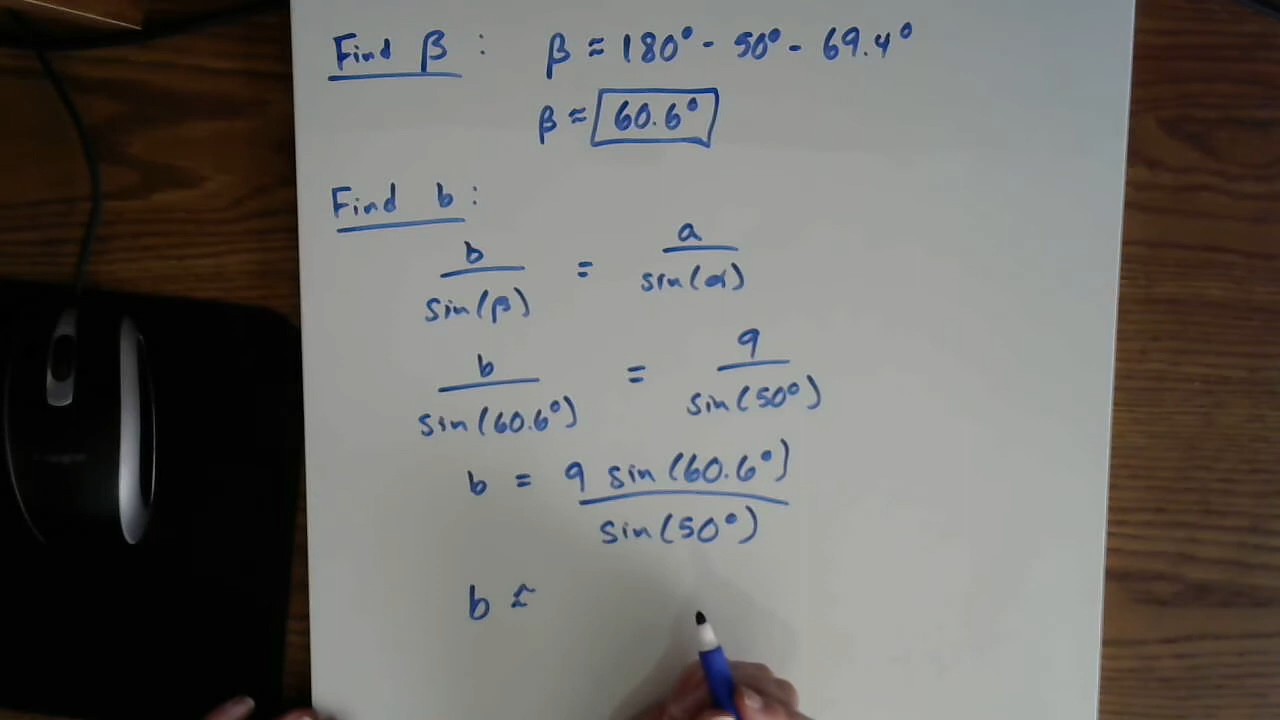 Find β : β ≈ 180° - 50° - 69.4°
β ≈ 60.6°
Find b:
b / sin(β) = a / sin(α)
b / sin(60.6°) = 9 / sin(50°)
b = 9 sin(60.6°) / sin(50°)
b ≈